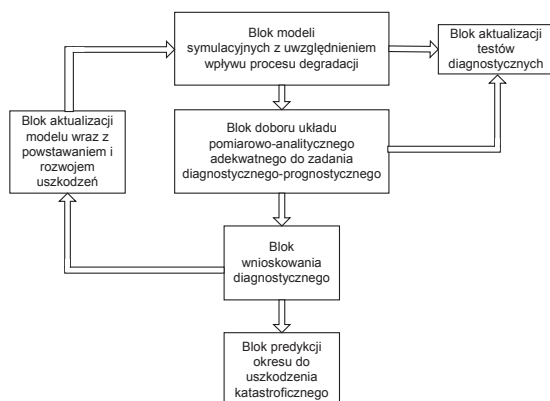 Blok modeli
symulacyjnych z uwzględnieniem
wpływu procesu degradacji
Blok aktualizacji
testów
diagnostycznych
Blok aktualizacji
modelu wraz z
powstawaniem i
rozwojem
uszkodzeń
Blok doboru układu
pomiarowo-analitycznego
adekwatnego do zadania
diagnostycznego-prognostycznego
Blok
wnioskowania
diagnostycznego
Blok predykcji
okresu do
uszkodzenia
katastroficznego